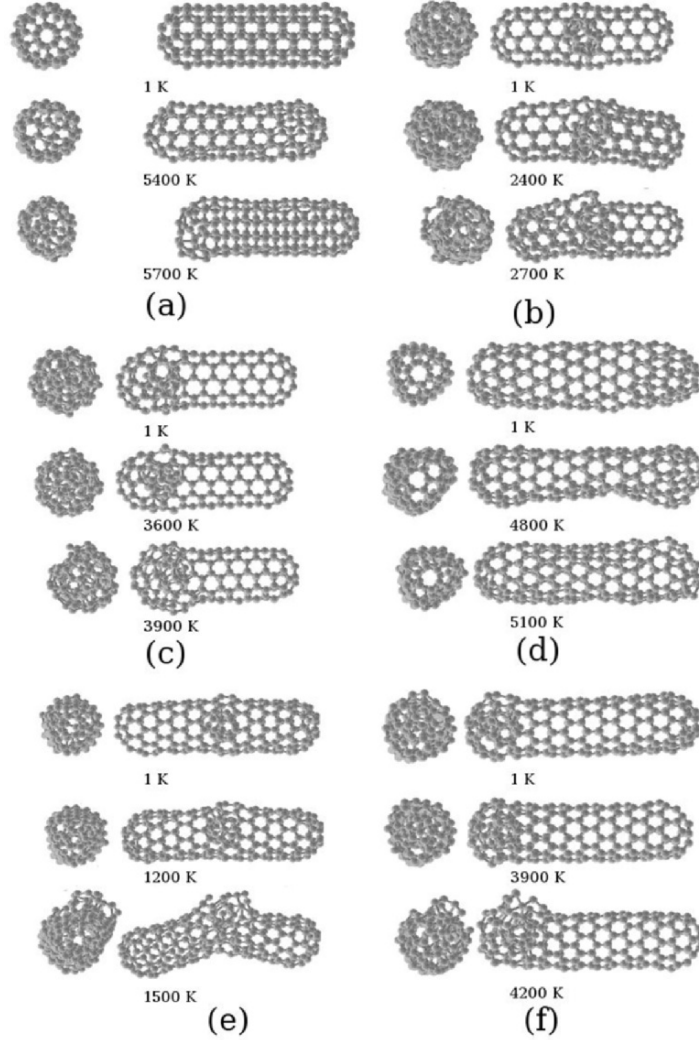 1 K
5400 K
5700 K
(a)
1 K
2400 K
2700 K
(b)
1 K
3600 K
3900 K
(c)
1 K
4800 K
5100 K
(d)
1 K
1200 K
1500 K
(e)
1 K
3900 K
4200 K
(f)